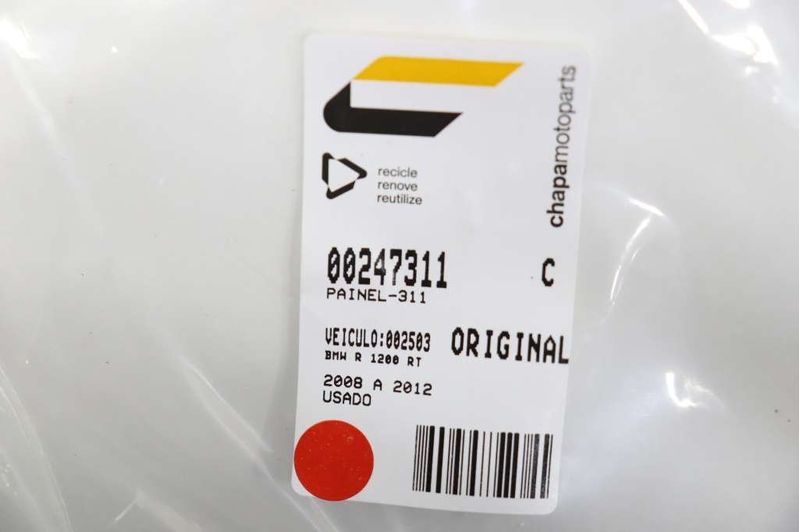 chapamotoparts
recicle
renove
reutilize
00247311 C
PAINEL-311
VEICULO:002503 ORIGINAL
BMW R 1200 RT
2008 A 2012
USADO